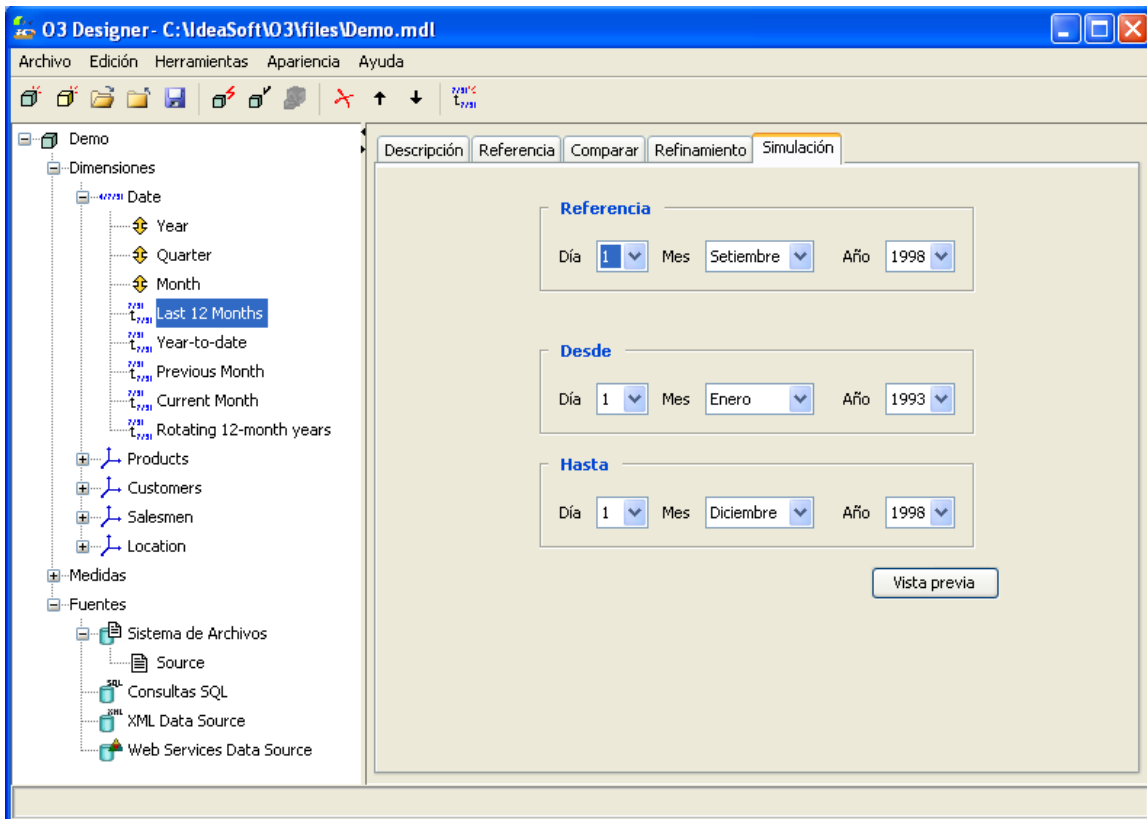 O3 Designer - C:\IdeaSoft\O3\files\Demo.mdl
Archivo Edición Herramientas Apariencia Ayuda
Demo
Dimensiones
Date
Year
Quarter
Month
Last 12 Months
Year-to-date
Previous Month
Current Month
Rotating 12-month years
Products
Customers
Salesmen
Location
Medidas
Fuentes
Sistema de Archivos
Source
SQL
Consultas SQL
XML
XML Data Source
Web Services Data Source
Descripción Referencia Comparar Refinamiento Simulación
Referencia
Día 1 Mes Setiembre Año 1998
Desde
Día 1 Mes Enero Año 1993
Hasta
Día 1 Mes Diciembre Año 1998
Vista previa